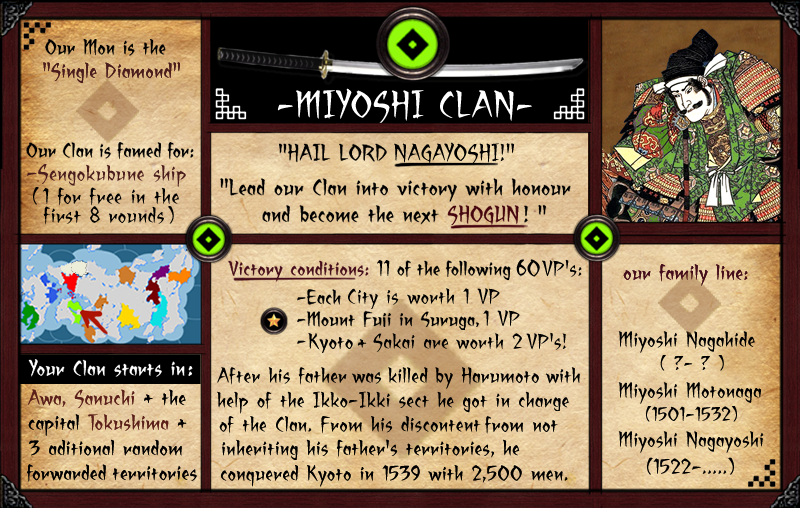 Our Mon is the
"Single Diamond"
Our Clan is famed for:
-Sengokubune ship
(1 for free in the
first 8 rounds)
-MIYOSHI CLAN-
"HAIL LORD NAGAYOSHI!"
"Lead our Clan into victory with honour
and become the next SHOGUN! "
Your Clan starts in:
Awa, Sanuchi + the
capital Tokushima +
3 aditional random
forwarded territories
Victory conditions: 11 of the following 60 VP's:
-Each City is worth 1 VP
-Mount Fuji in Suruga, 1 VP
-Kyoto + Sakai are worth 2 VP's!
After his father was killed by Harumoto with
help of the Ikko-Ikki sect he got in charge
of the Clan. From his discontent from not
inheriting his father's territories, he
conquered Kyoto in 1539 with 2,500 men.
our family line:
Miyoshi Nagahide
( ?- ? )
Miyoshi Motonaga
(1501-1532)
Miyoshi Nagayoshi
(1522-.....)